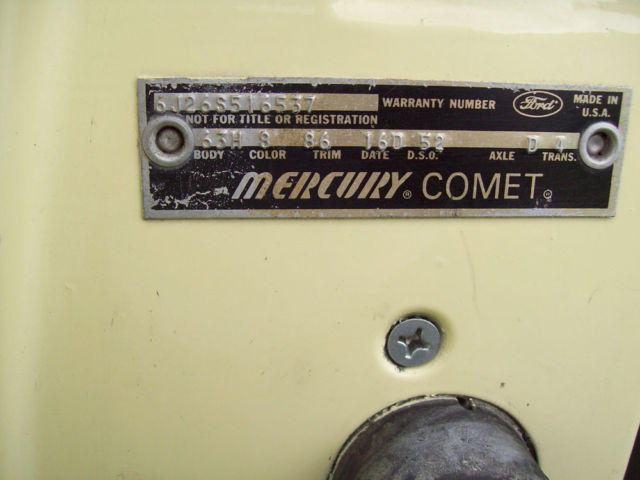 6J26S516537 WARRANTY NUMBER Ford MADE IN U.S.A.
NOT FOR TITLE OR REGISTRATION
63H 8 86 16D 52 D 4
BODY COLOR TRIM DATE D.S.O. AXLE TRANS.
MERCURY® COMET®